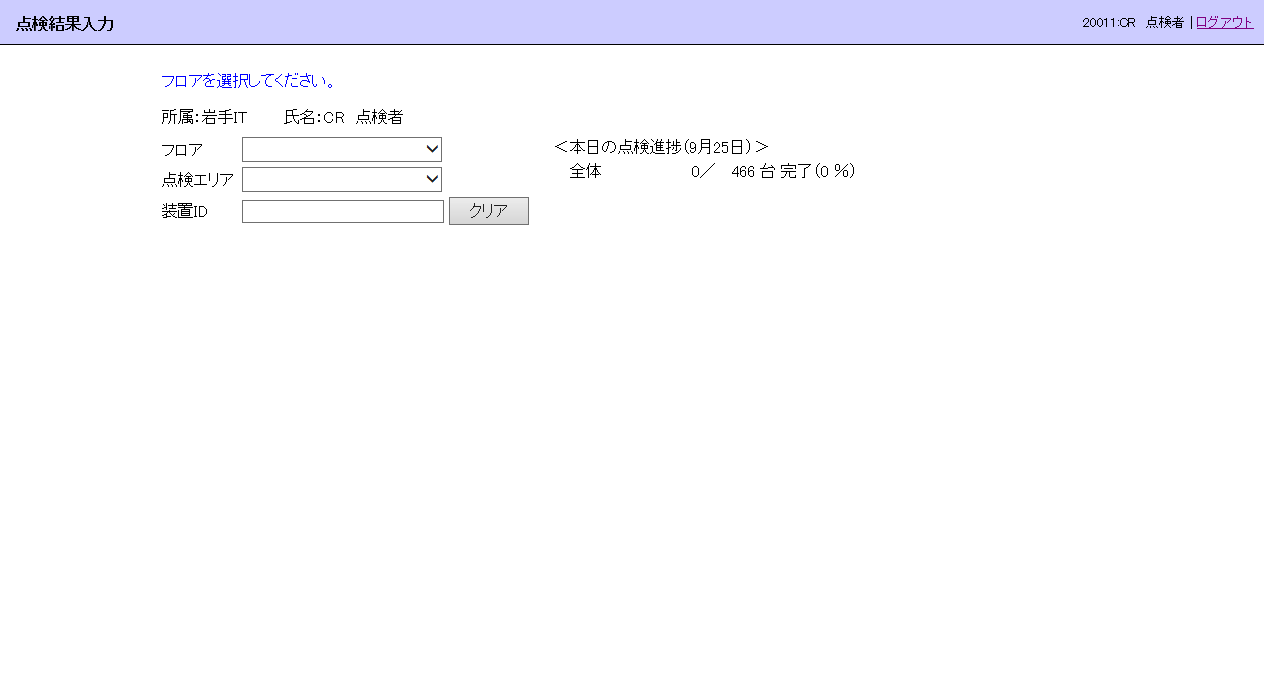 点検結果入力
20011:CR 点検者 | ログアウト
フロアを選択してください。
所属：岩手IT 氏名：CR 点検者
フロア
点検エリア
装置ID
クリア
＜本日の点検進捗（9月25日）＞
全体 0／ 466 台 完了（0 %）